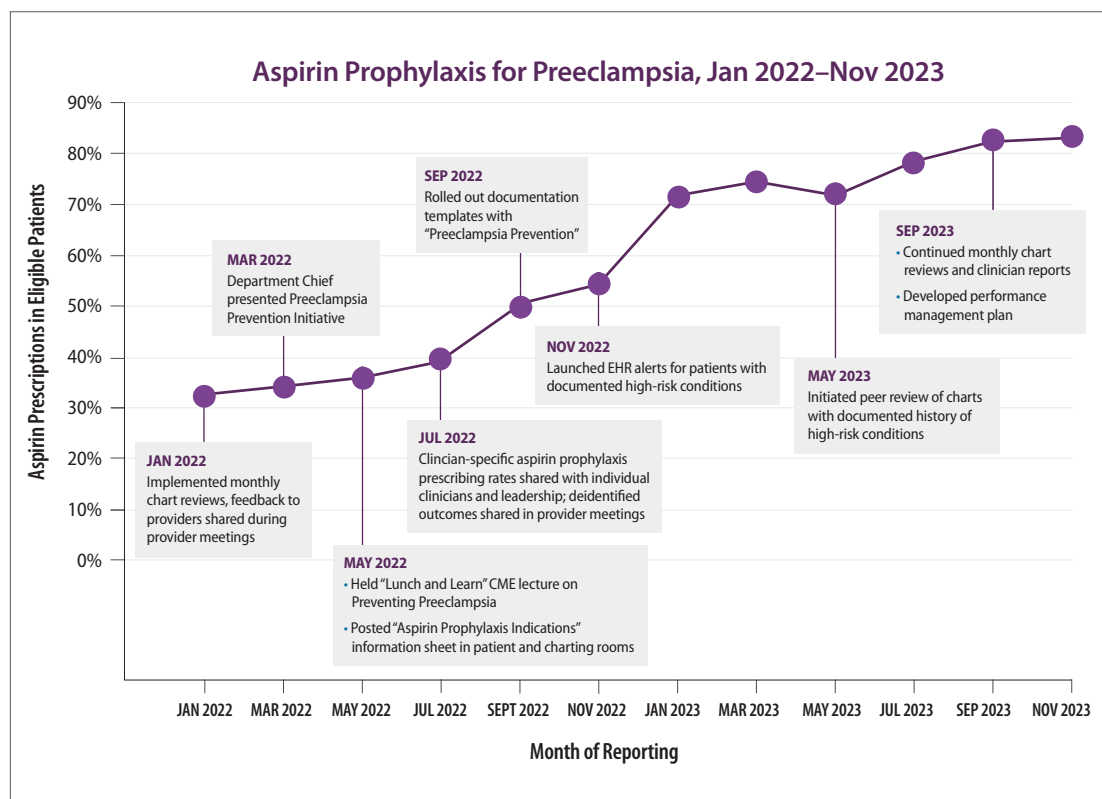 Aspirin Prophylaxis for Preeclampsia, Jan 2022–Nov 2023
Aspirin Prescriptions in Eligible Patients
90%
80%
70%
60%
50%
40%
30%
20%
10%
0%
JAN 2022
Implemented monthly
chart reviews, feedback to
providers shared during
provider meetings
MAR 2022
Department Chief
presented Preeclampsia
Prevention Initiative
MAY 2022
• Held “Lunch and Learn” CME lecture on
Preventing Preeclampsia
• Posted “Aspirin Prophylaxis Indications”
information sheet in patient and charting rooms
JUL 2022
Clincian-specific aspirin prophylaxis
prescribing rates shared with individual
clinicians and leadership; deidentified
outcomes shared in provider meetings
SEP 2022
Rolled out documentation
templates with
“Preeclampsia Prevention”
NOV 2022
Launched EHR alerts for patients with
documented high-risk conditions
MAY 2023
Initiated peer review of charts
with documented history of
high-risk conditions
SEP 2023
• Continued monthly chart
reviews and clinician reports
• Developed performance
management plan
JAN 2022 MAR 2022 MAY 2022 JUL 2022 SEPT 2022 NOV 2022 JAN 2023 MAR 2023 MAY 2023 JUL 2023 SEP 2023 NOV 2023
Month of Reporting